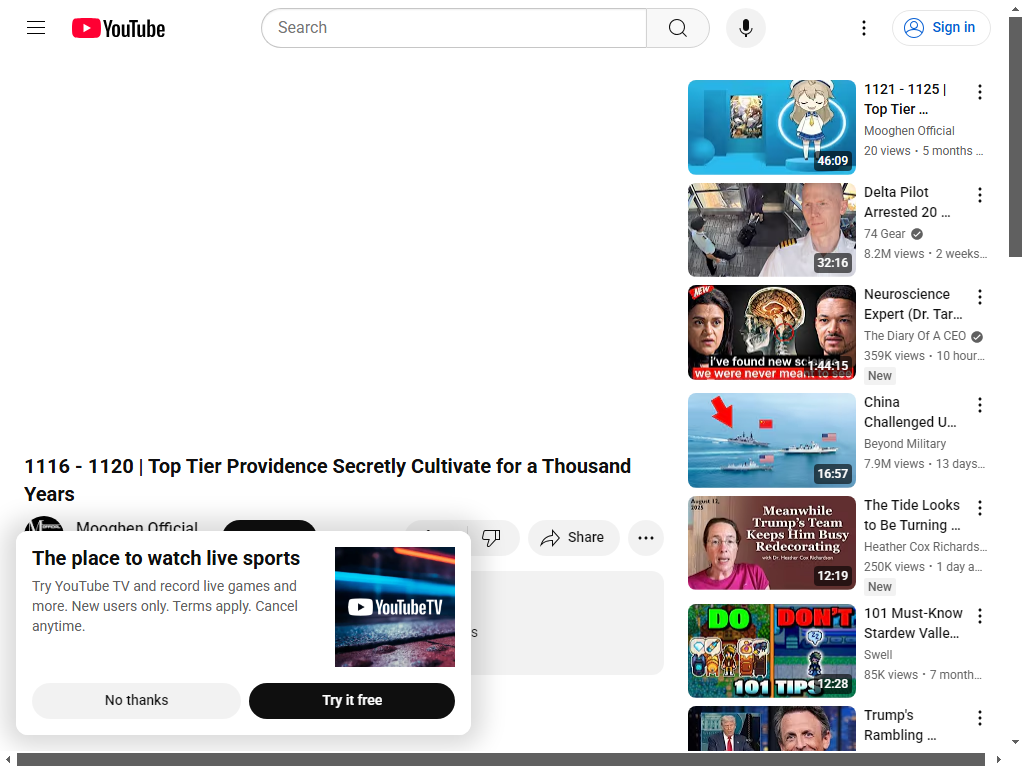 YouTube
Search
Sign in
46:09
1121 - 1125 |
Top Tier ...
Mooghen Official
20 views • 5 months ...
32:16
Delta Pilot
Arrested 20 ...
74 Gear
8.2M views • 2 weeks...
NEW
i've found new
we were never meant to see
1:44:15
Neuroscience
Expert (Dr. Tar...
The Diary Of A CEO
359K views • 10 hour...
New
16:57
China
Challenged U...
Beyond Military
7.9M views • 13 days...
August 13,
2025
Meanwhile
Trump's Team
Keeps Him Busy
Redecorating
with Dr. Heather Cox Richardson
12:19
The Tide Looks
to Be Turning ...
Heather Cox Richards...
250K views • 1 day a...
New
DO DON'T
101 TIPS
12:28
101 Must-Know
Stardew Valle...
Swell
85K views • 7 month...
Trump's
Rambling ...
1116 - 1120 | Top Tier Providence Secretly Cultivate for a Thousand
Years
Mooghen Official
Share
The place to watch live sports
Try YouTube TV and record live games and
more. New users only. Terms apply. Cancel
anytime.
YouTubeTV
No thanks
Try it free